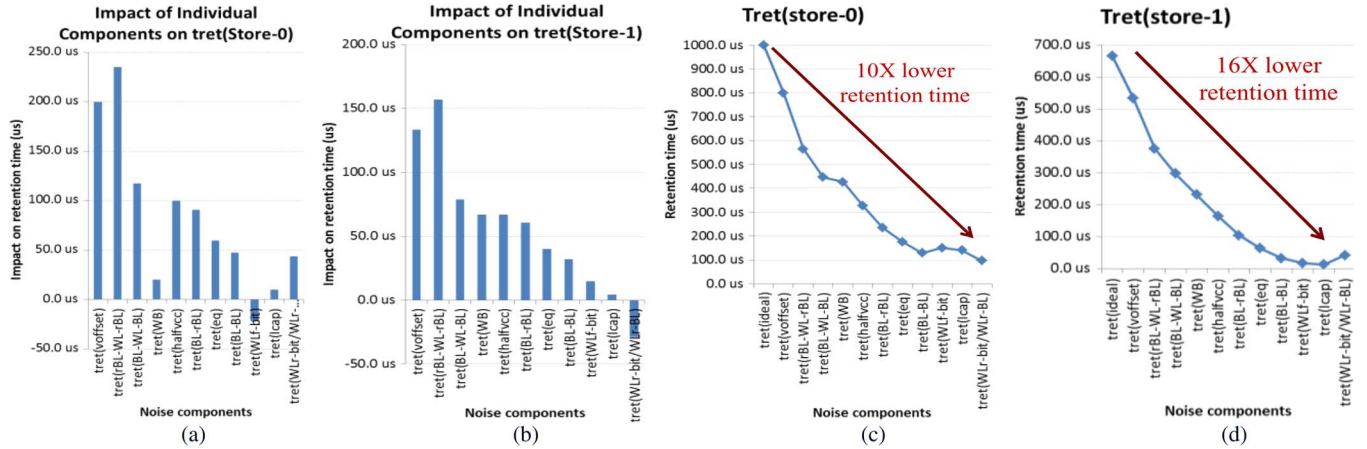 Impact of Individual
Components on tret(Store-0)
Impact on retention time (us)
250.0 us
200.0 us
150.0 us
100.0 us
50.0 us
0.0 us
-50.0 us
tret(voffset)
tret(rBL-WL-rBL)
tret(BL-WL-BL)
tret(WB)
tret(halfvcc)
tret(BL-rBL)
tret(eq)
tret(BL-BL)
tret(WLf-bit)
tret(lcap)
tret(WLr-bit/WLr-...
Noise components
(a)
Impact of Individual
Components on tret(Store-1)
Impact on retention time (us)
200.0 us
150.0 us
100.0 us
50.0 us
0.0 us
-50.0 us
tret(voffset)
tret(rBL-WL-rBL)
tret(BL-WL-BL)
tret(WB)
tret(halfvcc)
tret(BL-rBL)
tret(eq)
tret(BL-BL)
tret(WLf-bit)
tret(lcap)
tret(WLr-bit/WLr-BL)
Noise components
(b)
Tret(store-0)
10X lower
retention time
Retention time (us)
1000.0 us
900.0 us
800.0 us
700.0 us
600.0 us
500.0 us
400.0 us
300.0 us
200.0 us
100.0 us
0.0 us
tret(ideal)
tret(voffset)
tret(rBL-WL-rBL)
tret(BL-WL-BL)
tret(WB)
tret(halfvcc)
tret(BL-rBL)
tret(eq)
tret(BL-BL)
tret(WLf-bit)
tret(lcap)
tret(WLr-bit/WLr-BL)
Noise components
(c)
Tret(store-1)
16X lower
retention time
Retention time (us)
700.0 us
600.0 us
500.0 us
400.0 us
300.0 us
200.0 us
100.0 us
0.0 us
tret(ideal)
tret(voffset)
tret(rBL-WL-rBL)
tret(BL-WL-BL)
tret(WB)
tret(halfvcc)
tret(BL-rBL)
tret(eq)
tret(BL-BL)
tret(WLf-bit)
tret(lcap)
tret(WLr-bit/WLr-BL)
Noise components
(d)